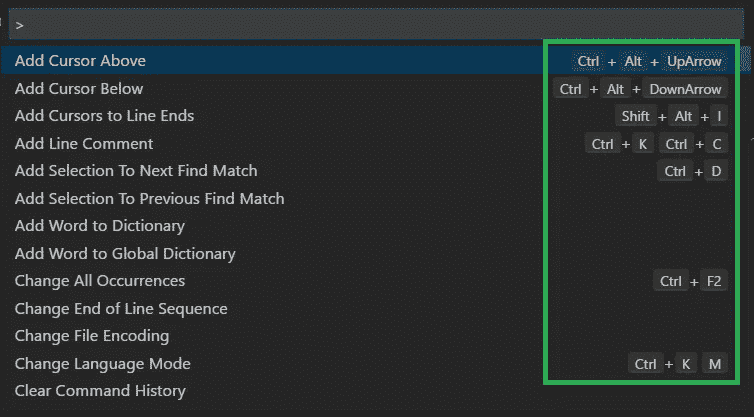 >
Add Cursor Above Ctrl + Alt + UpArrow
Add Cursor Below Ctrl + Alt + DownArrow
Add Cursors to Line Ends Shift + Alt + I
Add Line Comment Ctrl + K Ctrl + C
Add Selection To Next Find Match Ctrl + D
Add Selection To Previous Find Match
Add Word to Dictionary
Add Word to Global Dictionary
Change All Occurrences Ctrl + F2
Change End of Line Sequence
Change File Encoding
Change Language Mode Ctrl + K M
Clear Command History